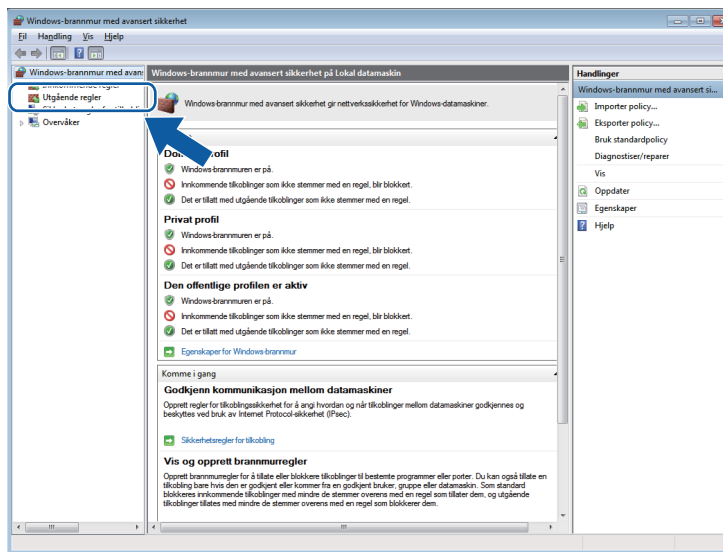 Windows-brannmur med avansert sikkerhet
Fil Handling Vis Hjelp
Windows-brannmur med avans
Innkommende regler
Utgående regler
Overvåker
Windows-brannmur med avansert sikkerhet på Lokal datamaskin
Windows-brannmur med avansert sikkerhet gir nettverkssikkerhet for Windows-datamaskiner.
Windows-brannmuren er på.
Innkommende tilkoblinger som ikke stemmer med en regel, blir blokkert.
Det er tillatt med utgående tilkoblinger som ikke stemmer med en regel.
Privat profil
Windows-brannmuren er på.
Innkommende tilkoblinger som ikke stemmer med en regel, blir blokkert.
Det er tillatt med utgående tilkoblinger som ikke stemmer med en regel.
Den offentlige profilen er aktiv
Windows-brannmuren er på.
Innkommende tilkoblinger som ikke stemmer med en regel, blir blokkert.
Det er tillatt med utgående tilkoblinger som ikke stemmer med en regel.
Egenskaper for Windows-brannmur
Komme i gang
Godkjenn kommunikasjon mellom datamaskiner
Opprett regler for tilkoblingssikkerhet for å angi hvordan og når tilkoblinger mellom datamaskiner godkjennes og
beskyttes ved bruk av Internet Protocol-sikkerhet (IPsec).
Sikkerhetsregler for tilkobling
Vis og opprett brannmurregler
Opprett brannmurregler for å tillate eller blokkere tilkoblinger til bestemte programmer eller porter. Du kan også tillate en
tilkobling bare hvis den er godkjent eller kommer fra en godkjent bruker, gruppe eller datamaskin. Som standard
blokkeres innkommende tilkoblinger med mindre de stemmer overens med en regel som tillater dem, og utgående
tilkoblinger tillates med mindre de stemmer overens med en regel som blokkerer dem.
Handlinger
Windows-brannmur med avansert si...
Importer policy...
Eksporter policy...
Bruk standardpolicy
Diagnostiser/reparer
Vis
Oppdater
Egenskaper
Hjelp